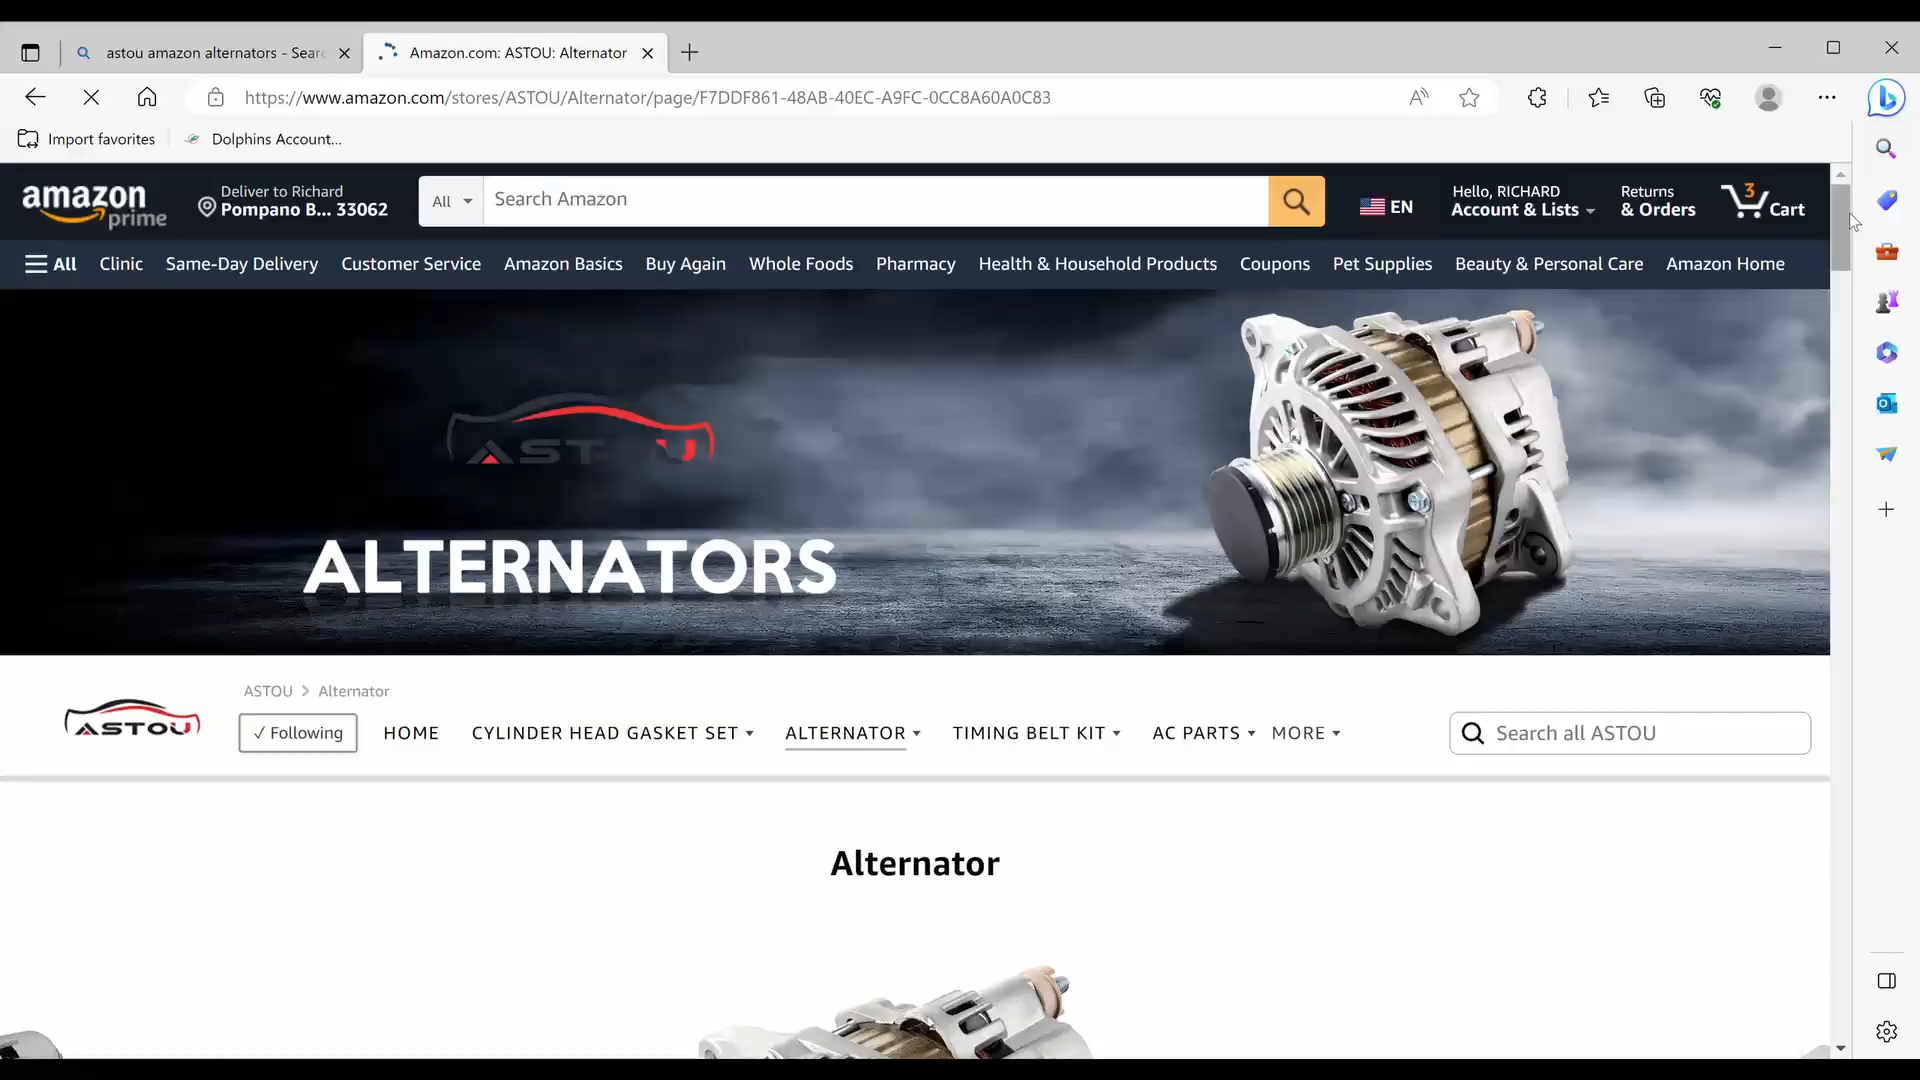 astou amazon alternators - Sear
Amazon.com: ASTOU: Alternator
https://www.amazon.com/stores/ASTOU/Alternator/page/F7DDF861-48AB-40EC-A9FC-0CC8A60A0C83
Import favorites
Dolphins Account...
amazon prime
Deliver to Richard
Pompano B... 33062
All
Search Amazon
EN
Hello, RICHARD
Account & Lists
Returns
& Orders
3
Cart
All Clinic Same-Day Delivery Customer Service Amazon Basics Buy Again Whole Foods Pharmacy Health & Household Products Coupons Pet Supplies Beauty & Personal Care Amazon Home
ASTOU
ALTERNATORS
ASTOU > Alternator
ASTOU
✓ Following
HOME CYLINDER HEAD GASKET SET ALTERNATOR TIMING BELT KIT AC PARTS MORE
Search all ASTOU
Alternator